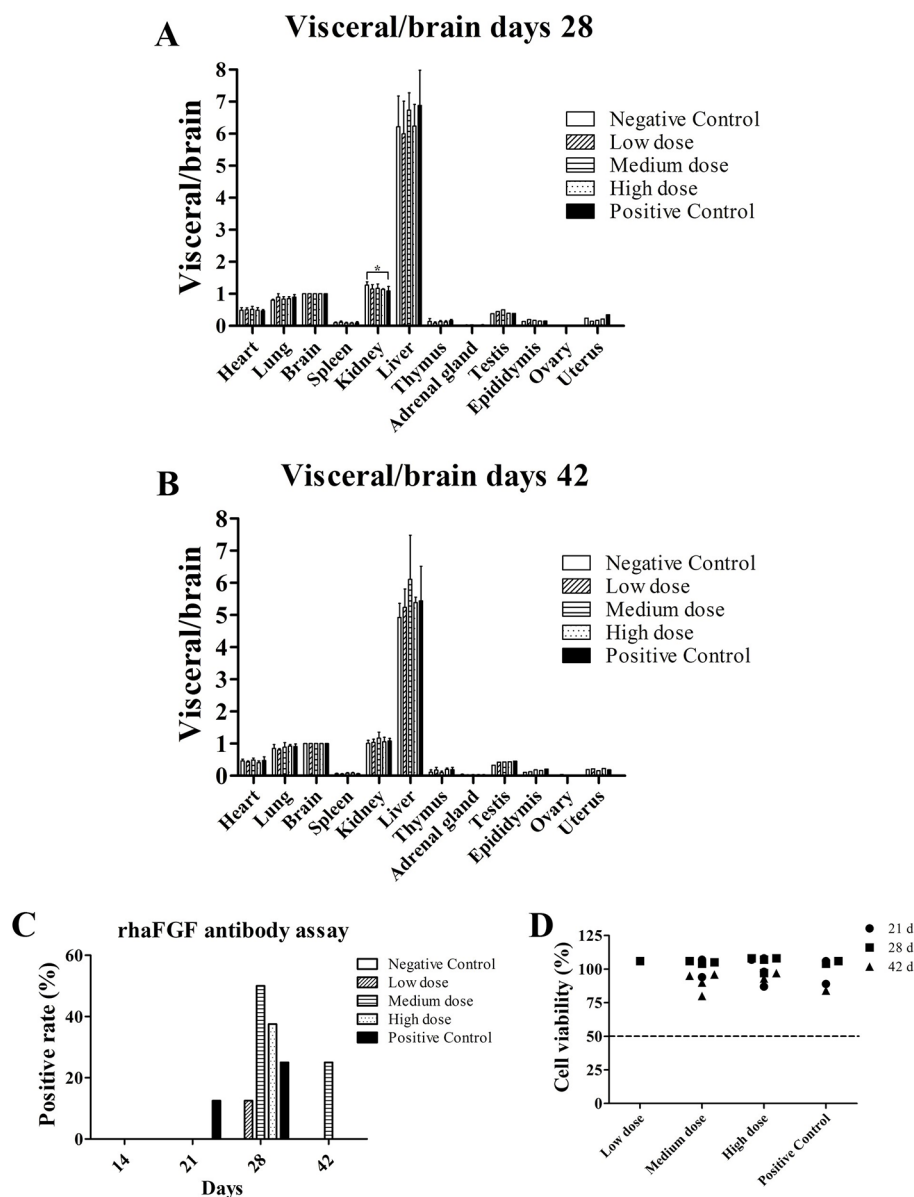 A
Visceral/brain days 28
Visceral/brain
8
7
6
5
4
3
2
1
0
Heart
Lung
Brain
Spleen
Kidney
Liver
Thymus
Adrenal gland
Testis
Epididymis
Ovary
Uterus
*
Negative Control
Low dose
Medium dose
High dose
Positive Control
B
Visceral/brain days 42
Visceral/brain
8
7
6
5
4
3
2
1
0
Heart
Lung
Brain
Spleen
Kidney
Liver
Thymus
Adrenal gland
Testis
Epididymis
Ovary
Uterus
Negative Control
Low dose
Medium dose
High dose
Positive Control
C
rhaFGF antibody assay
Positive rate (%)
60
40
20
0
14
21
28
42
Days
Negative Control
Low dose
Medium dose
High dose
Positive Control
D
Cell viability (%)
125
100
75
50
25
0
Low dose
Medium dose
High dose
Positive Control
21 d
28 d
42 d